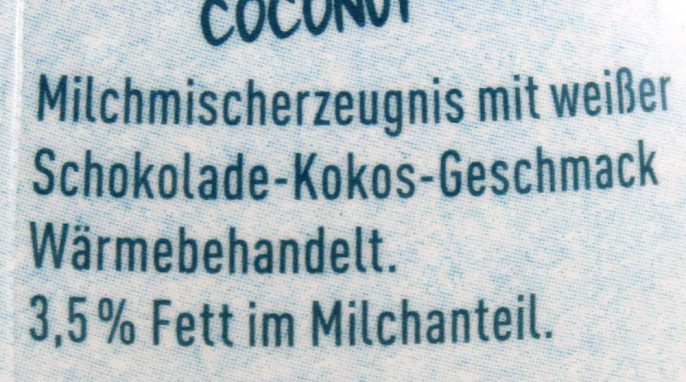 COCONUT
Milchmischerzeugnis mit weißer
Schokolade-Kokos-Geschmack
Wärmebehandelt.
3,5% Fett im Milchanteil.